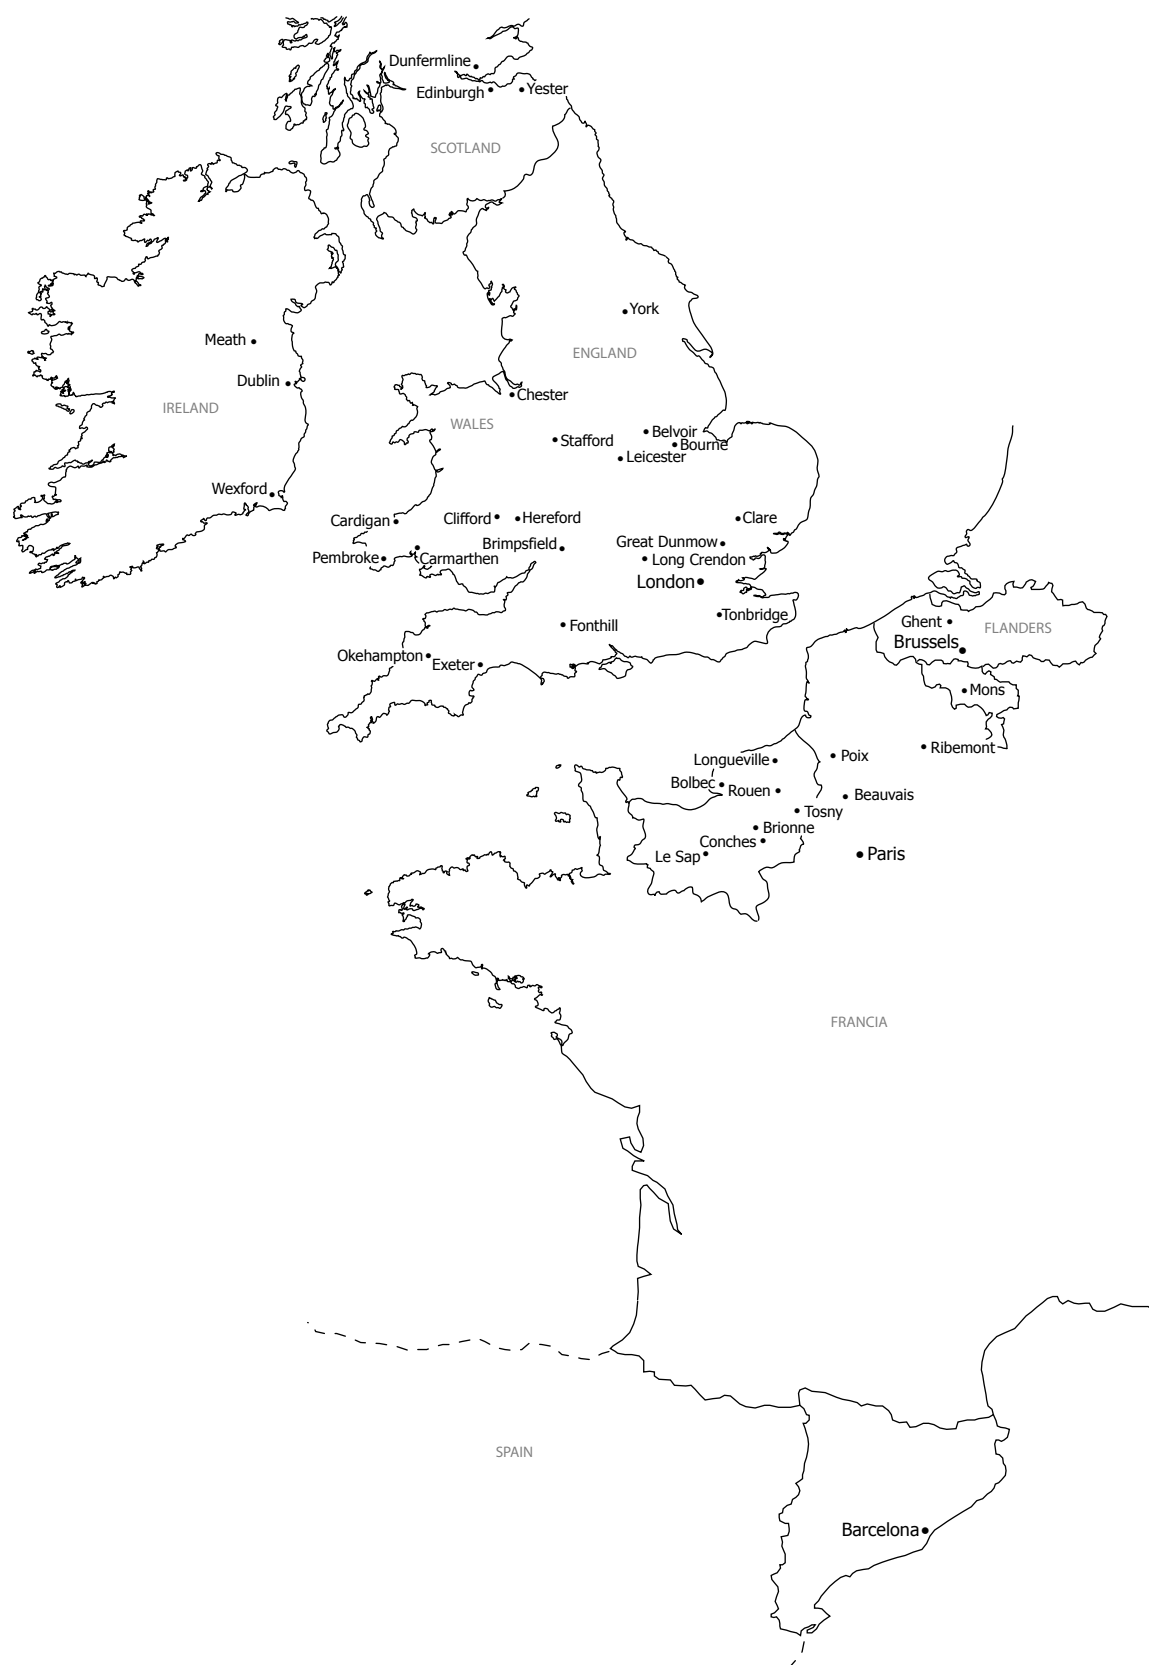 Dunfermline
Edinburgh
Yester
SCOTLAND
York
Meath
ENGLAND
Dublin
Chester
IRELAND
WALES
Belvoir
Stafford
Bourne
Leicester
Wexford
Cardigan
Clifford
Hereford
Clare
Great Dunmow
Brimpsfield
Pembroke
Carmarthen
Long Crendon
London
Tonbridge
Ghent
FLANDERS
Fonthill
Brussels
Okehampton
Exeter
Mons
Ribemont
Longueville
Poix
Bolbec
Rouen
Beauvais
Tosny
Brionne
Conches
Le Sap
Paris
FRANCIA
SPAIN
Barcelona